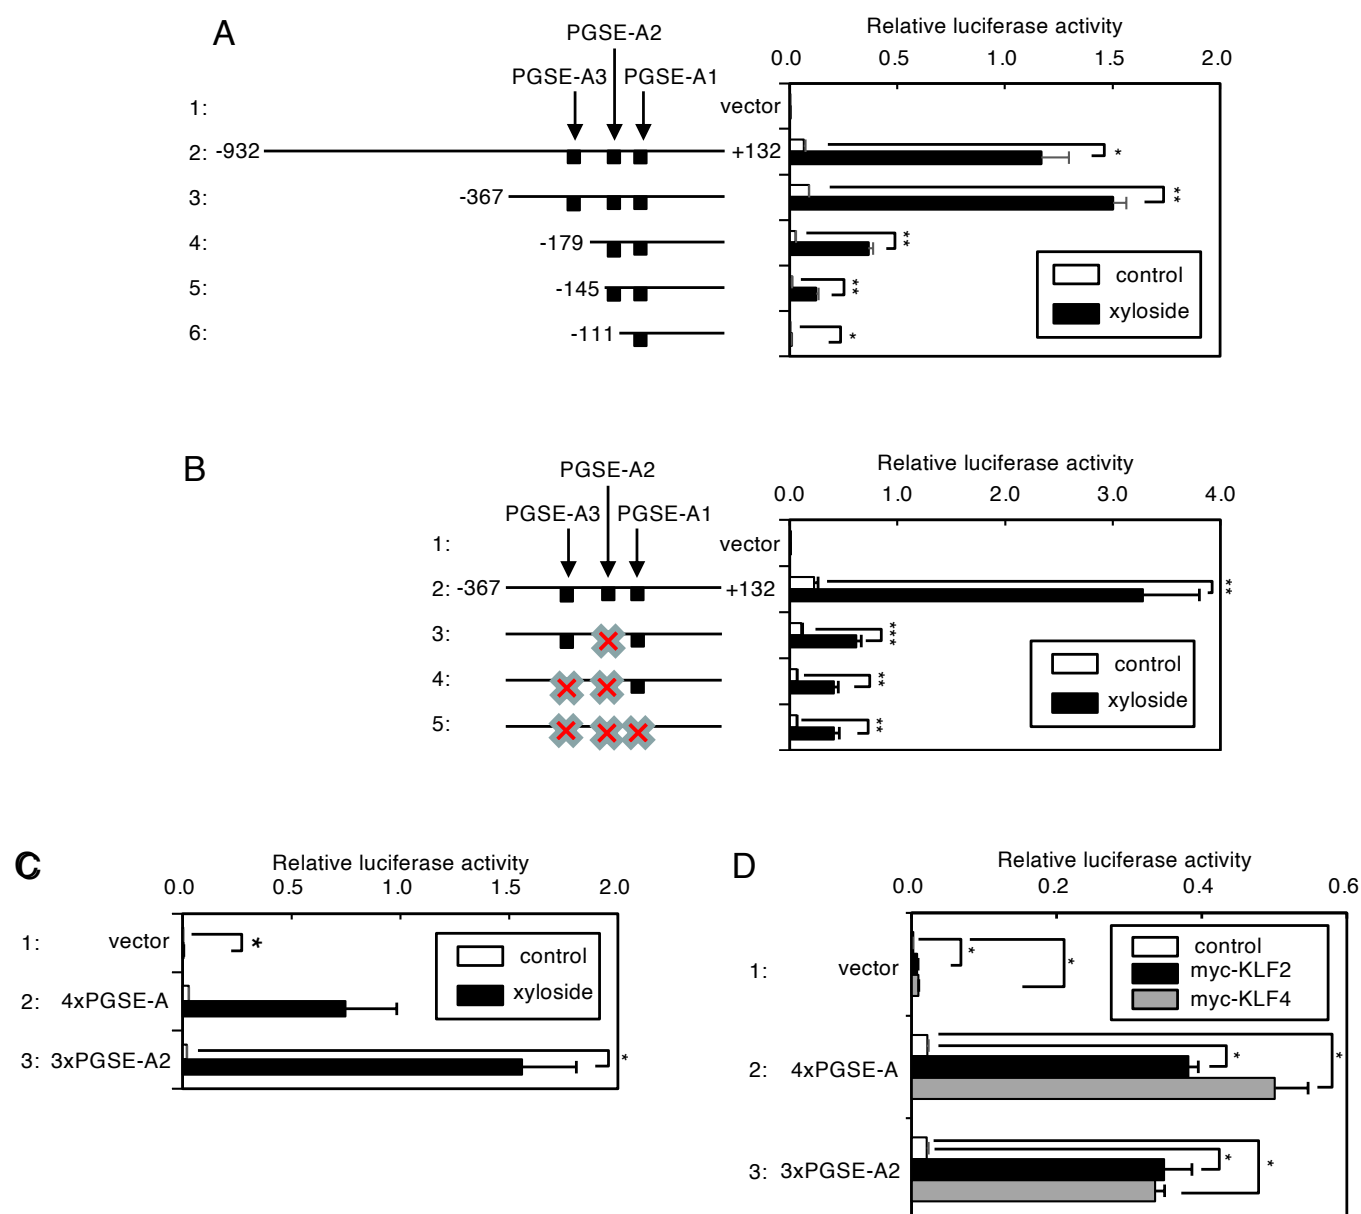 A
Relative luciferase activity
PGSE-A2
0.0 0.5 1.0 1.5 2.0
PGSE-A3 PGSE-A1
1: vector
2: -932 +132 *
3: -367 **
4: -179 **
5: -145 **
6: -111 *
control
xyloside
B
Relative luciferase activity
PGSE-A2
0.0 1.0 2.0 3.0 4.0
PGSE-A3 PGSE-A1
1: vector
2: -367 +132 **
3: ***
4: **
5: **
control
xyloside
C
Relative luciferase activity
0.0 0.5 1.0 1.5 2.0
1: vector *
2: 4xPGSE-A
3: 3xPGSE-A2 *
control
xyloside
D
Relative luciferase activity
0.0 0.2 0.4 0.6
1: vector * *
2: 4xPGSE-A * *
3: 3xPGSE-A2 * *
control
myc-KLF2
myc-KLF4